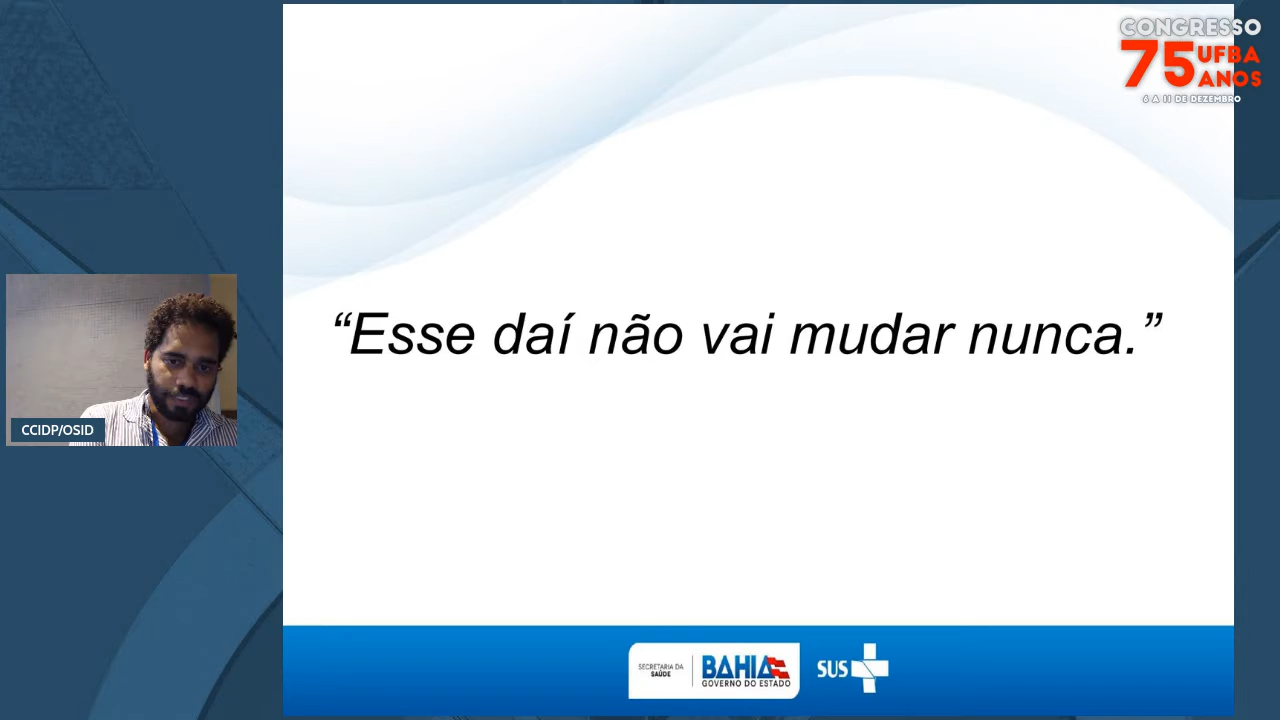 CONGRESSO
75 UFBA
ANOS
6 A 11 DE DEZEMBRO
“Esse daí não vai mudar nunca.”
CCIDP/OSID
SECRETARIA DA
SAÚDE
BAHIA
GOVERNO DO ESTADO
SUS